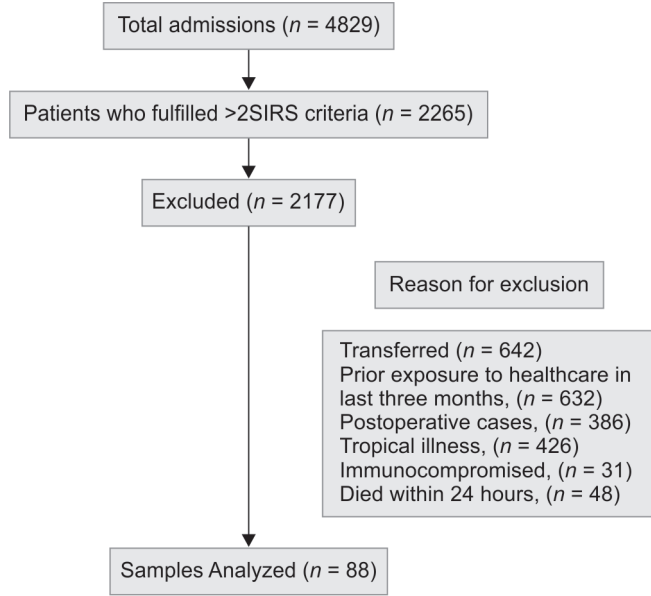 Total admissions (n = 4829)
Patients who fulfilled >2SIRS criteria (n = 2265)
Excluded (n = 2177)
Reason for exclusion
Transferred (n = 642)
Prior exposure to healthcare in
last three months, (n = 632)
Postoperative cases, (n = 386)
Tropical illness, (n = 426)
Immunocompromised, (n = 31)
Died within 24 hours, (n = 48)
Samples Analyzed (n = 88)